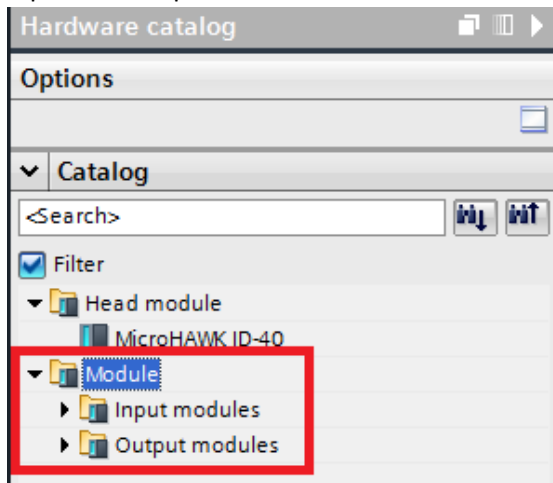 Hardware catalog
Options
Catalog
<Search>
Filter
Head module
MicroHAWK ID-40
Module
Input modules
Output modules